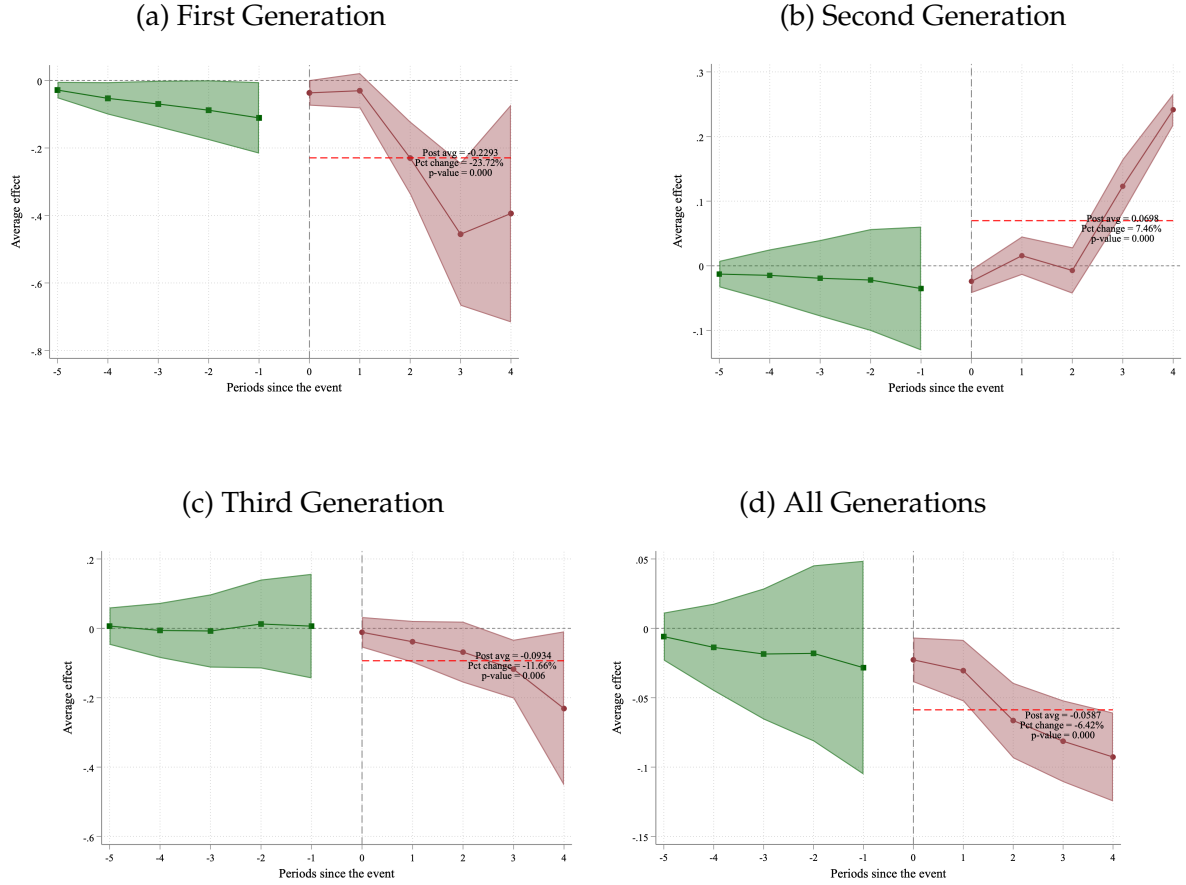 (a) First Generation
0
-.2
-.4
-.6
-.8
Average effect
Post avg = -0.2293
Pct change = -23.72%
p-value = 0.000
-5 -4 -3 -2 -1 0 1 2 3 4
Periods since the event
(b) Second Generation
.3
.2
.1
0
-.1
Average effect
Post avg = 0.0698
Pct change = 7.46%
p-value = 0.000
-5 -4 -3 -2 -1 0 1 2 3 4
Periods since the event
(c) Third Generation
.2
0
-.2
-.4
-.6
Average effect
Post avg = -0.0934
Pct change = -11.66%
p-value = 0.006
-5 -4 -3 -2 -1 0 1 2 3 4
Periods since the event
(d) All Generations
.05
0
-.05
-.1
-.15
Average effect
Post avg = -0.0587
Pct change = -6.42%
p-value = 0.000
-5 -4 -3 -2 -1 0 1 2 3 4
Periods since the event